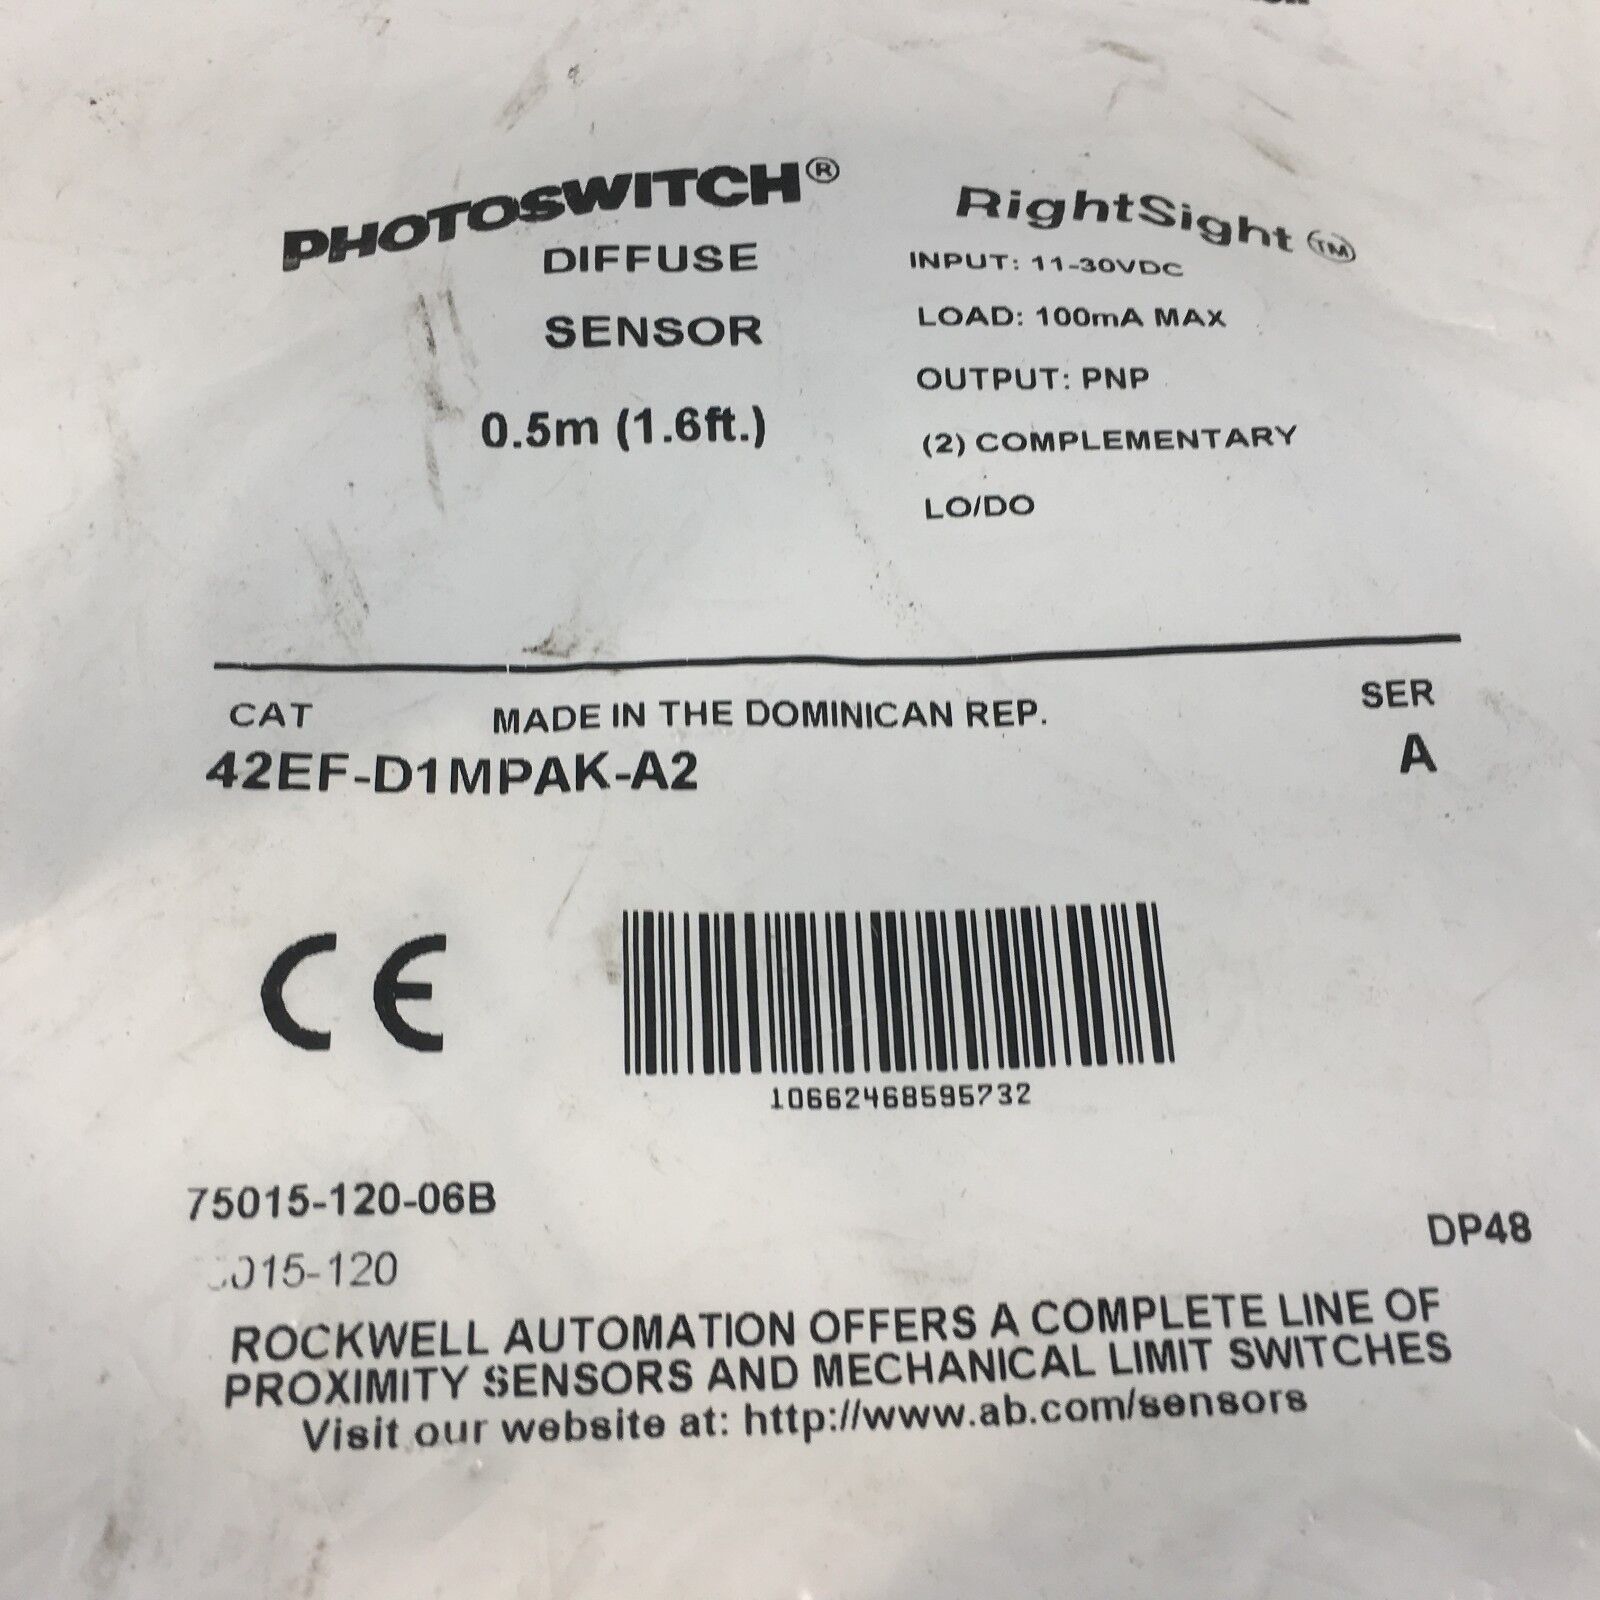 PHOTOSWITCH®
DIFFUSE
SENSOR
0.5m (1.6ft.)
RightSight™
INPUT: 11-30VDC
LOAD: 100mA MAX
OUTPUT: PNP
(2) COMPLEMENTARY
LO/DO
CAT
MADE IN THE DOMINICAN REP.
SER
42EF-D1MPAK-A2
A
CE
10662468595732
75015-120-06B
DP48
015-120
ROCKWELL AUTOMATION OFFERS A COMPLETE LINE OF
PROXIMITY SENSORS AND MECHANICAL LIMIT SWITCHES
Visit our website at: http://www.ab.com/sensors